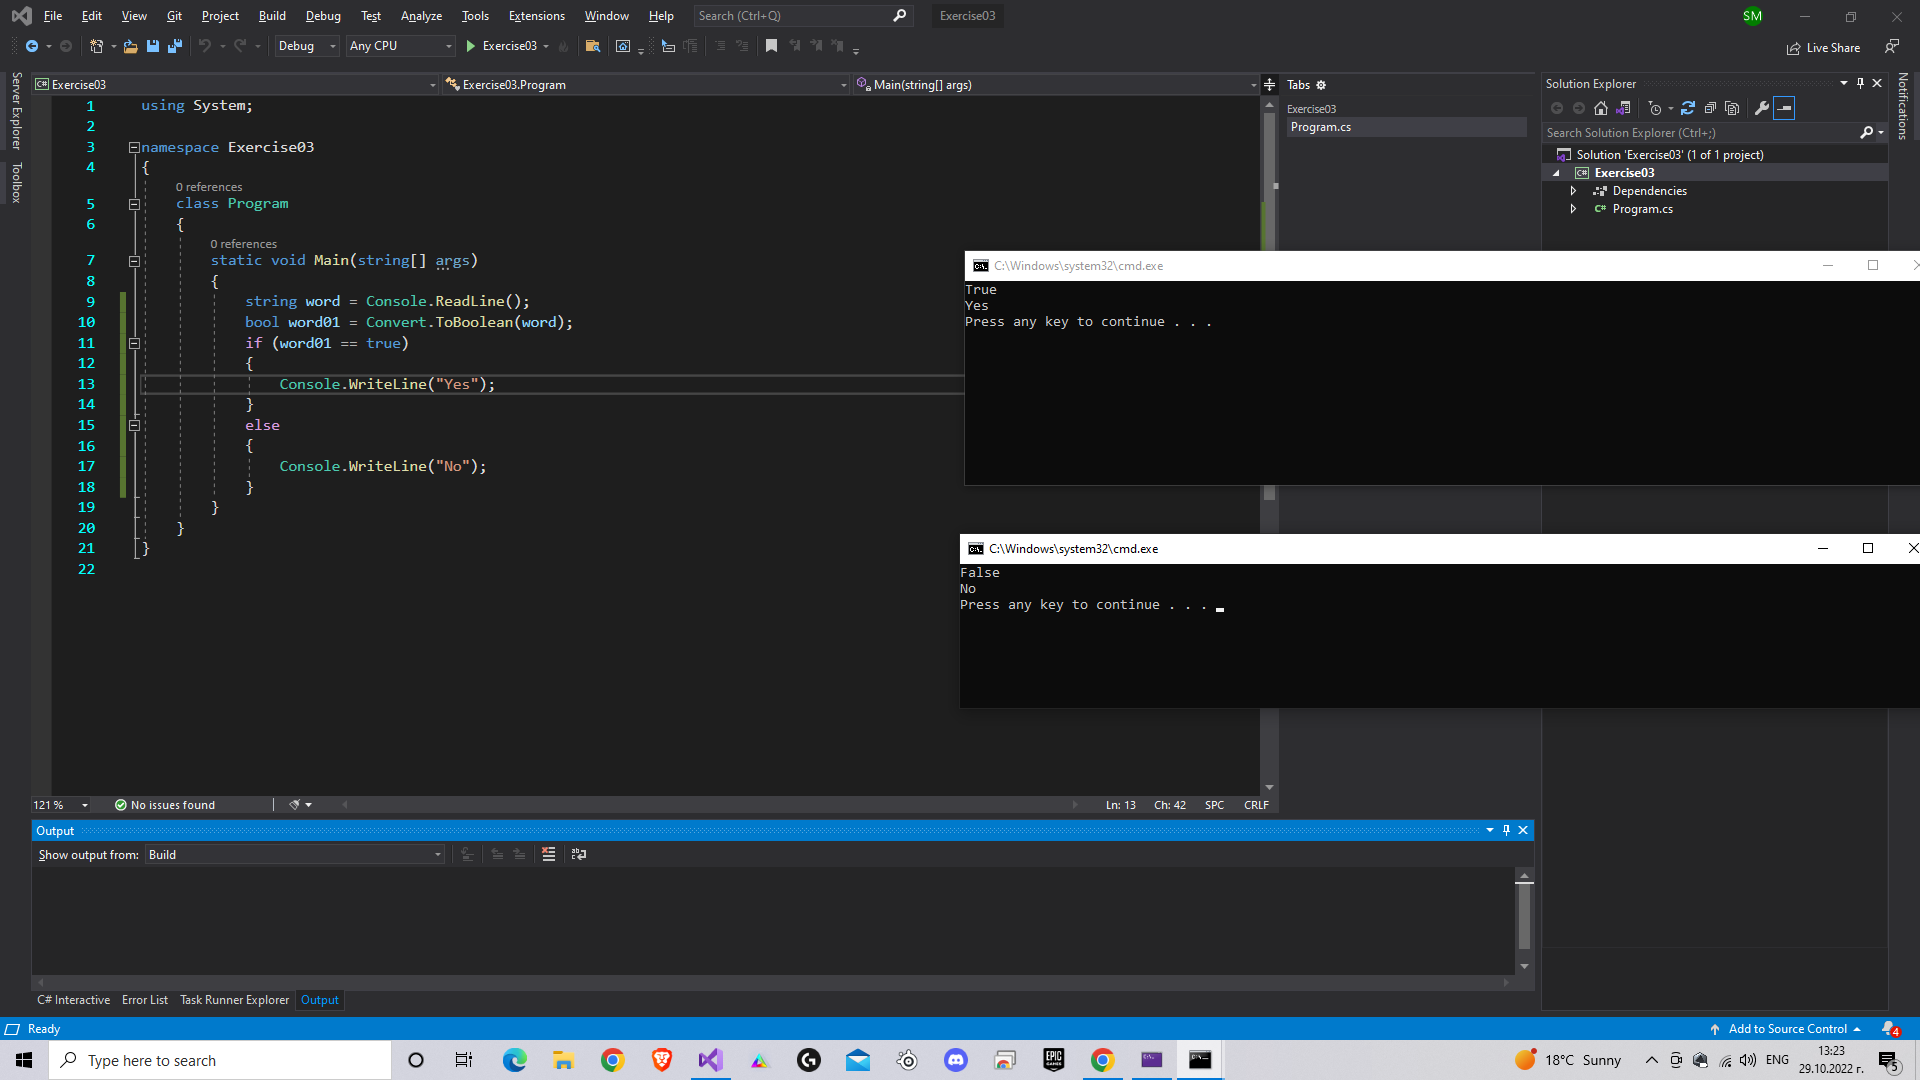 File Edit View Git Project Build Debug Test Analyze Tools Extensions Window Help Search (Ctrl+Q) Exercise03 SM
Debug Any CPU Exercise03 Live Share
Server Explorer
Toolbox
Exercise03 Exercise03.Program Main(string[] args)
1 using System;
2
3 namespace Exercise03
4 {
0 references
5 class Program
6 {
0 references
7 static void Main(string[] args)
8 {
9 string word = Console.ReadLine();
10 bool word01 = Convert.ToBoolean(word);
11 if (word01 == true)
12 {
13 Console.WriteLine("Yes");
14 }
15 else
16 {
17 Console.WriteLine("No");
18 }
19 }
20 }
21 }
22
Tabs
Exercise03
Program.cs
Solution Explorer
Search Solution Explorer (Ctrl+;)
Solution 'Exercise03' (1 of 1 project)
C# Exercise03
Dependencies
C# Program.cs
Notifications
C:\Windows\system32\cmd.exe
True
Yes
Press any key to continue . . .
C:\Windows\system32\cmd.exe
False
No
Press any key to continue . . .
121 % No issues found Ln: 13 Ch: 42 SPC CRLF
Output
Show output from: Build
C# Interactive Error List Task Runner Explorer Output
Ready Add to Source Control 4
Type here to search EPIC GAMES 18°C Sunny ENG 13:23
29.10.2022 г. 5